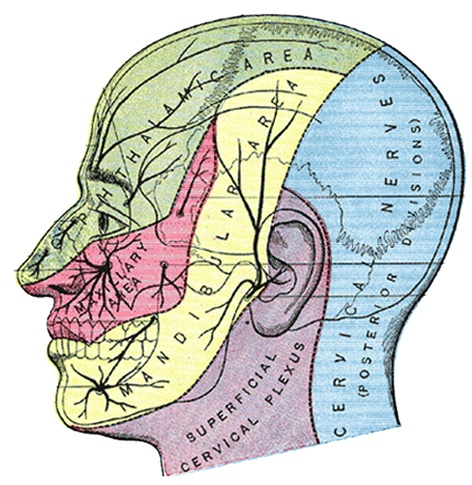 OPHTHALMIC AREA
MANDIBULAR AREA
MAXILLARY
AREA
SUPERFICIAL
CERVICAL PLEXUS
CERVICAL NERVES
(POSTERIOR DIVISIONS)